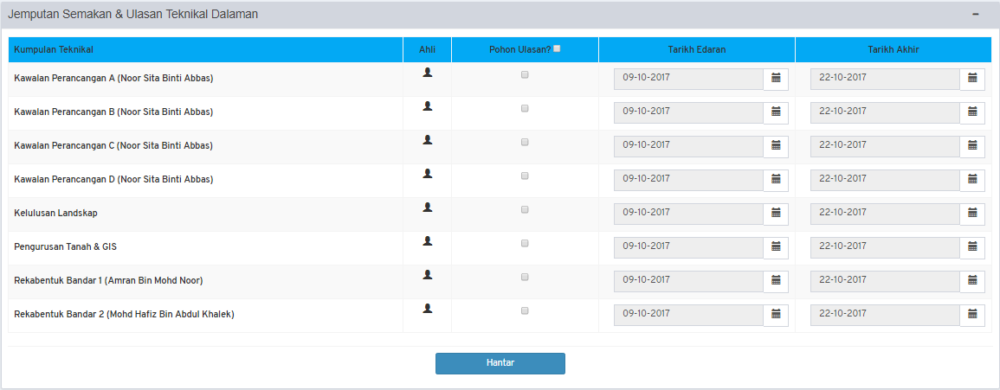 Jemputan Semakan & Ulasan Teknikal Dalaman
Kumpulan Teknikal Ahli Pohon Ulasan? Tarikh Edaran Tarikh Akhir
Kawalan Perancangan A (Noor Sita Binti Abbas) 09-10-2017 22-10-2017
Kawalan Perancangan B (Noor Sita Binti Abbas) 09-10-2017 22-10-2017
Kawalan Perancangan C (Noor Sita Binti Abbas) 09-10-2017 22-10-2017
Kawalan Perancangan D (Noor Sita Binti Abbas) 09-10-2017 22-10-2017
Kelulusan Landskap 09-10-2017 22-10-2017
Pengurusan Tanah & GIS 09-10-2017 22-10-2017
Rekabentuk Bandar 1 (Amran Bin Mohd Noor) 09-10-2017 22-10-2017
Rekabentuk Bandar 2 (Mohd Hafiz Bin Abdul Khalek) 09-10-2017 22-10-2017
Hantar